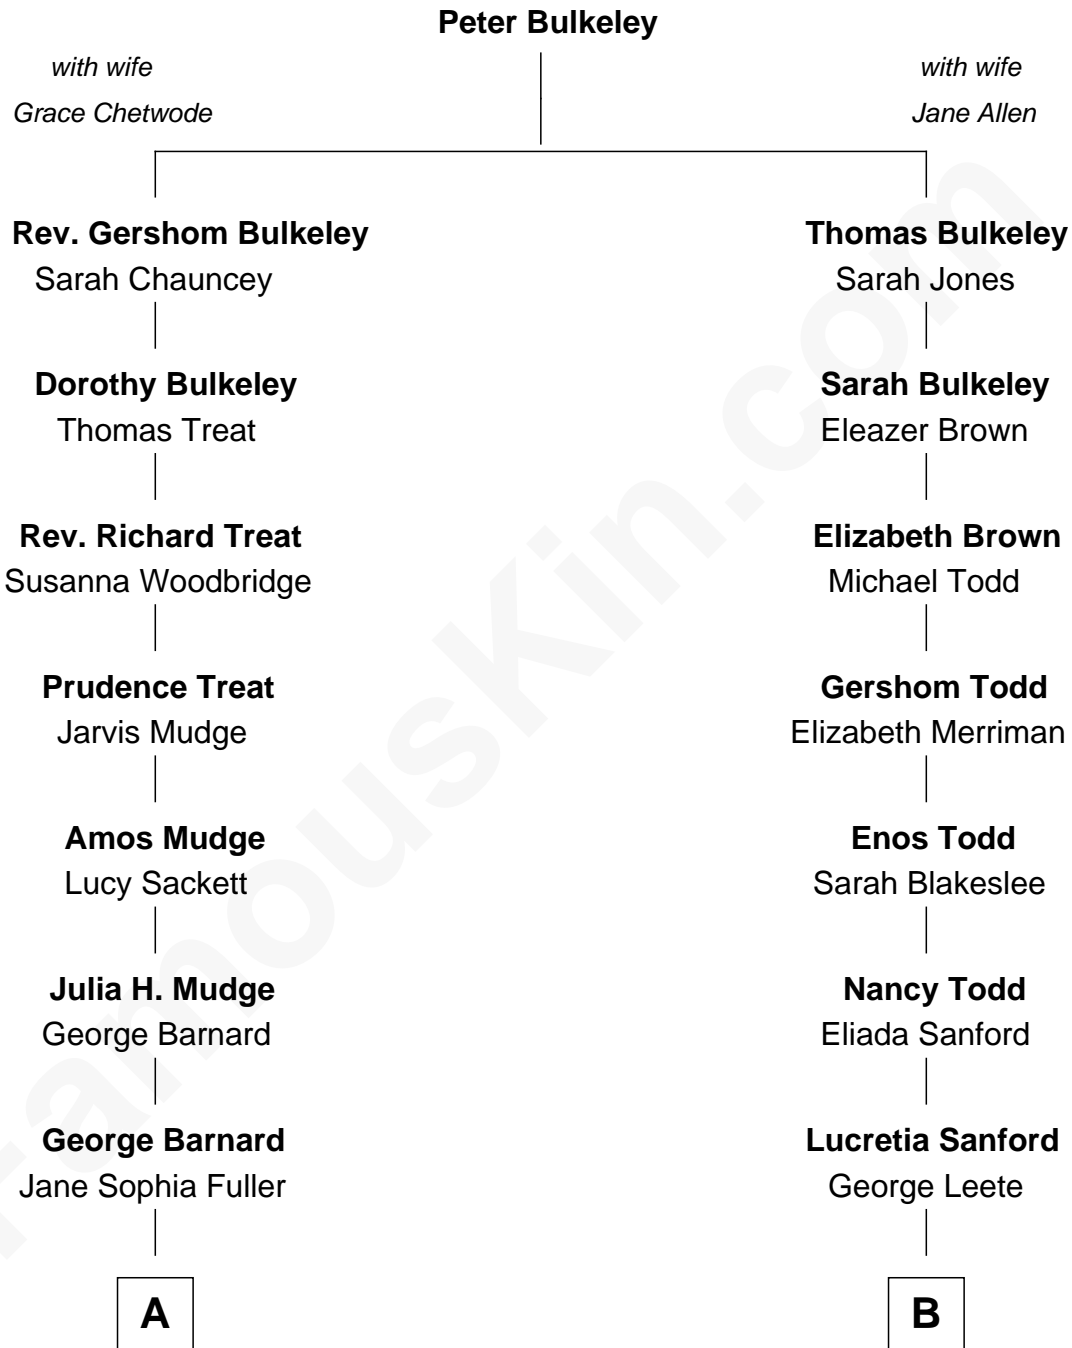 Peter Bulkeley
with wife
Grace Chetwode
with wife
Jane Allen
Rev. Gershom Bulkeley
Sarah Chauncey
Thomas Bulkeley
Sarah Jones
Dorothy Bulkeley
Thomas Treat
Sarah Bulkeley
Eleazer Brown
Rev. Richard Treat
Susanna Woodbridge
Elizabeth Brown
Michael Todd
Prudence Treat
Jarvis Mudge
Gershom Todd
Elizabeth Merriman
Amos Mudge
Lucy Sackett
Enos Todd
Sarah Blakeslee
Julia H. Mudge
George Barnard
Nancy Todd
Eliada Sanford
George Barnard
Jane Sophia Fuller
Lucretia Sanford
George Leete
A
B
FamousKin.com